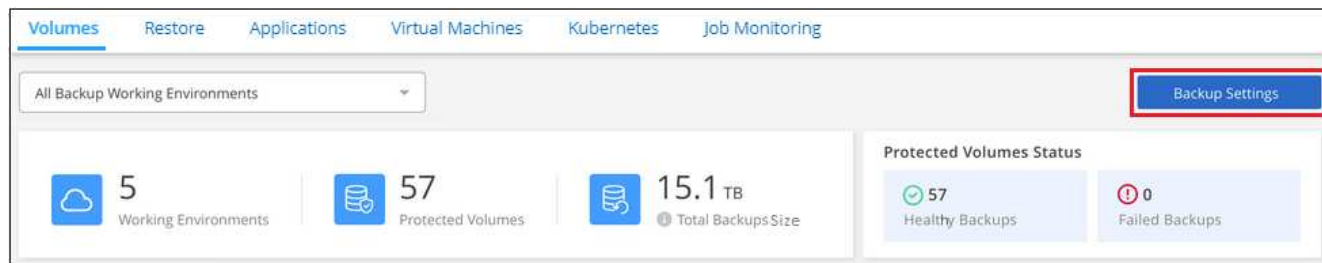 Volumes Restore Applications Virtual Machines Kubernetes Job Monitoring
All Backup Working Environments
Backup Settings
5
Working Environments
57
Protected Volumes
15.1 TB
Total Backups Size
Protected Volumes Status
57
Healthy Backups
0
Failed Backups